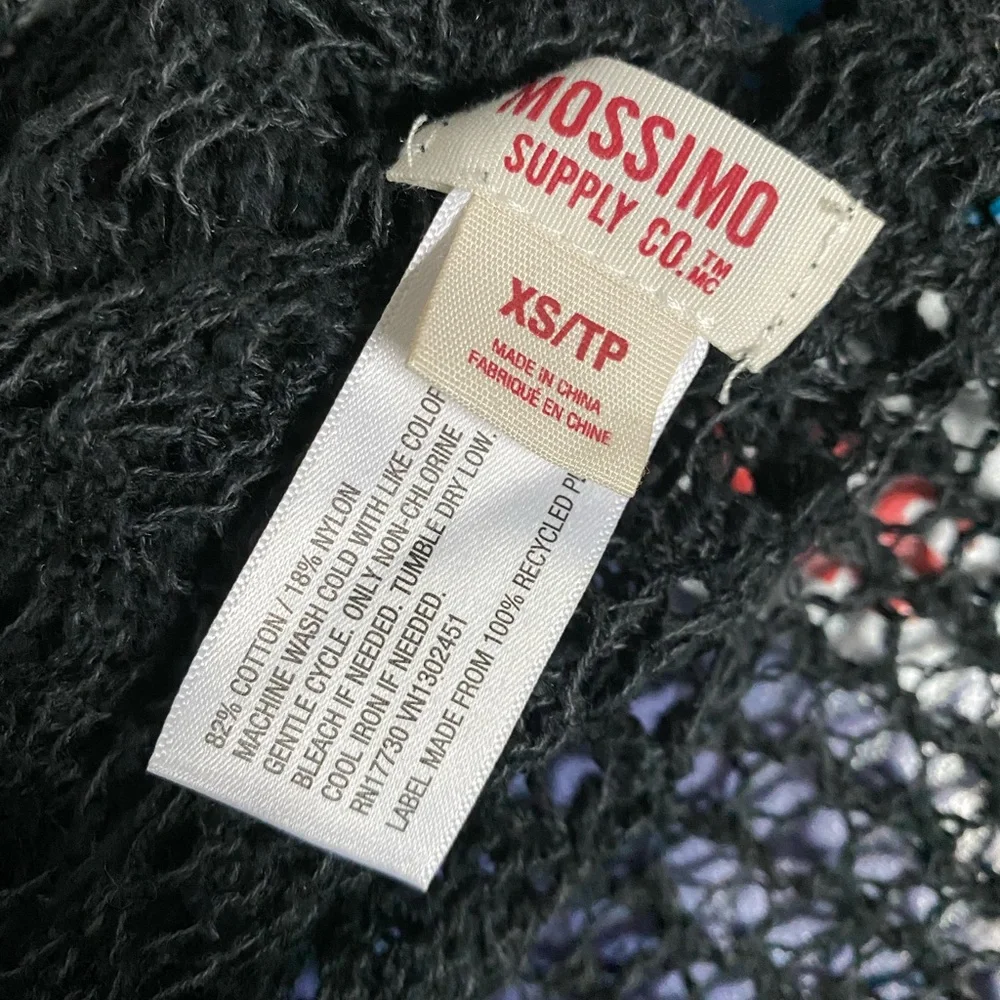 MOSSIMO
SUPPLY CO.™
MC
XS/TP
MADE IN CHINA
FABRIQUÉ EN CHINE
82% COTTON / 18% NYLON
MACHINE WASH COLD WITH LIKE COLOR
GENTLE CYCLE. ONLY NON-CHLORINE
BLEACH IF NEEDED. TUMBLE DRY LOW.
COOL IRON IF NEEDED.
RN17730 VN1302451
LABEL MADE FROM 100% RECYCLED